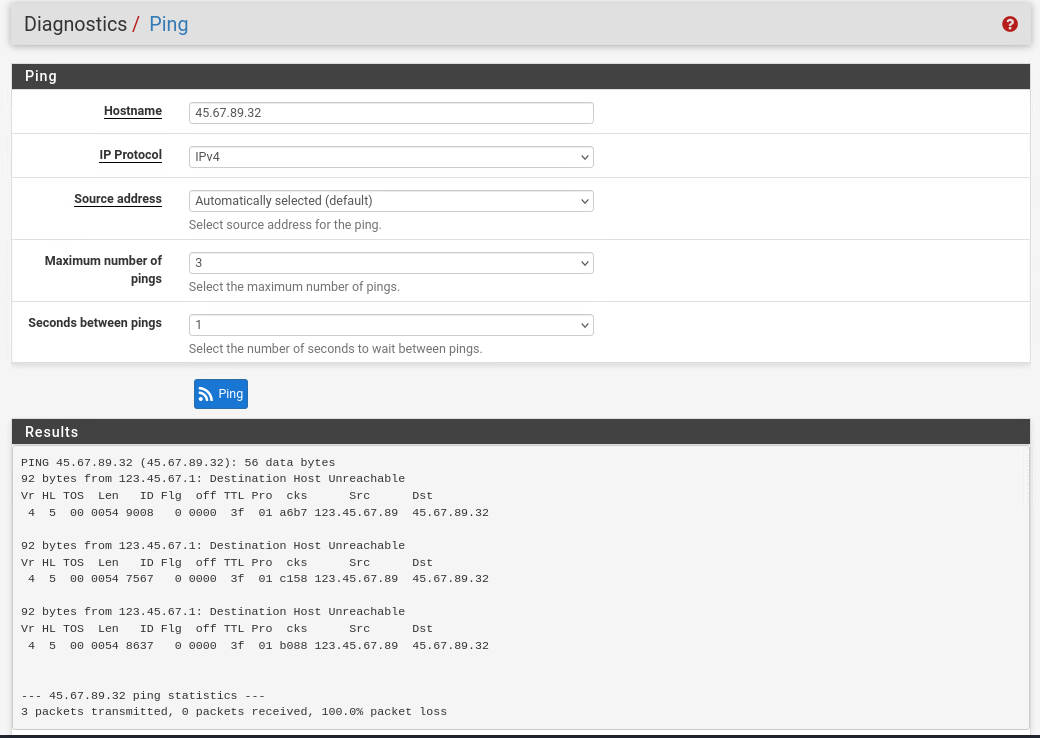 Diagnostics / Ping
?
Ping
Hostname
45.67.89.32
IP Protocol
IPv4
Source address
Automatically selected (default)
Select source address for the ping.
Maximum number of
pings
3
Select the maximum number of pings.
Seconds between pings
1
Select the number of seconds to wait between pings.
Ping
Results
PING 45.67.89.32 (45.67.89.32): 56 data bytes
92 bytes from 123.45.67.1: Destination Host Unreachable
Vr HL TOS  Len   ID Flg  off TTL Pro  cks      Src      Dst
 4  5  00 0054 9008   0 0000  3f  01 a6b7 123.45.67.89  45.67.89.32
92 bytes from 123.45.67.1: Destination Host Unreachable
Vr HL TOS  Len   ID Flg  off TTL Pro  cks      Src      Dst
 4  5  00 0054 7567   0 0000  3f  01 c158 123.45.67.89  45.67.89.32
92 bytes from 123.45.67.1: Destination Host Unreachable
Vr HL TOS  Len   ID Flg  off TTL Pro  cks      Src      Dst
 4  5  00 0054 8637   0 0000  3f  01 b088 123.45.67.89  45.67.89.32
--- 45.67.89.32 ping statistics ---
3 packets transmitted, 0 packets received, 100.0% packet loss